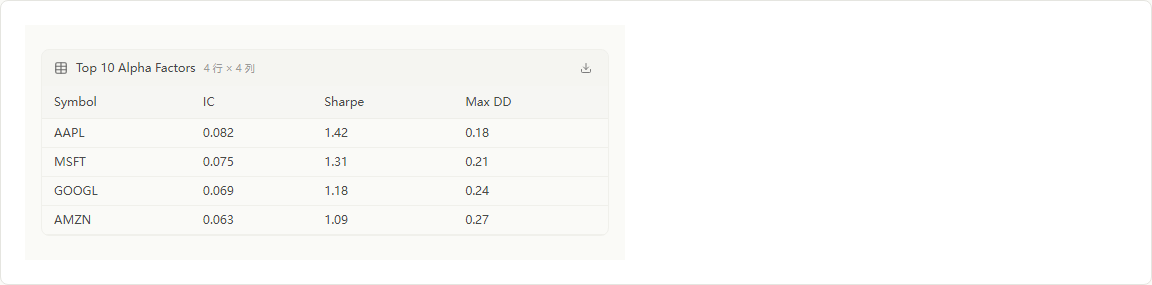 Top 10 Alpha Factors 4 行 × 4 列
Symbol IC Sharpe Max DD
AAPL 0.082 1.42 0.18
MSFT 0.075 1.31 0.21
GOOGL 0.069 1.18 0.24
AMZN 0.063 1.09 0.27